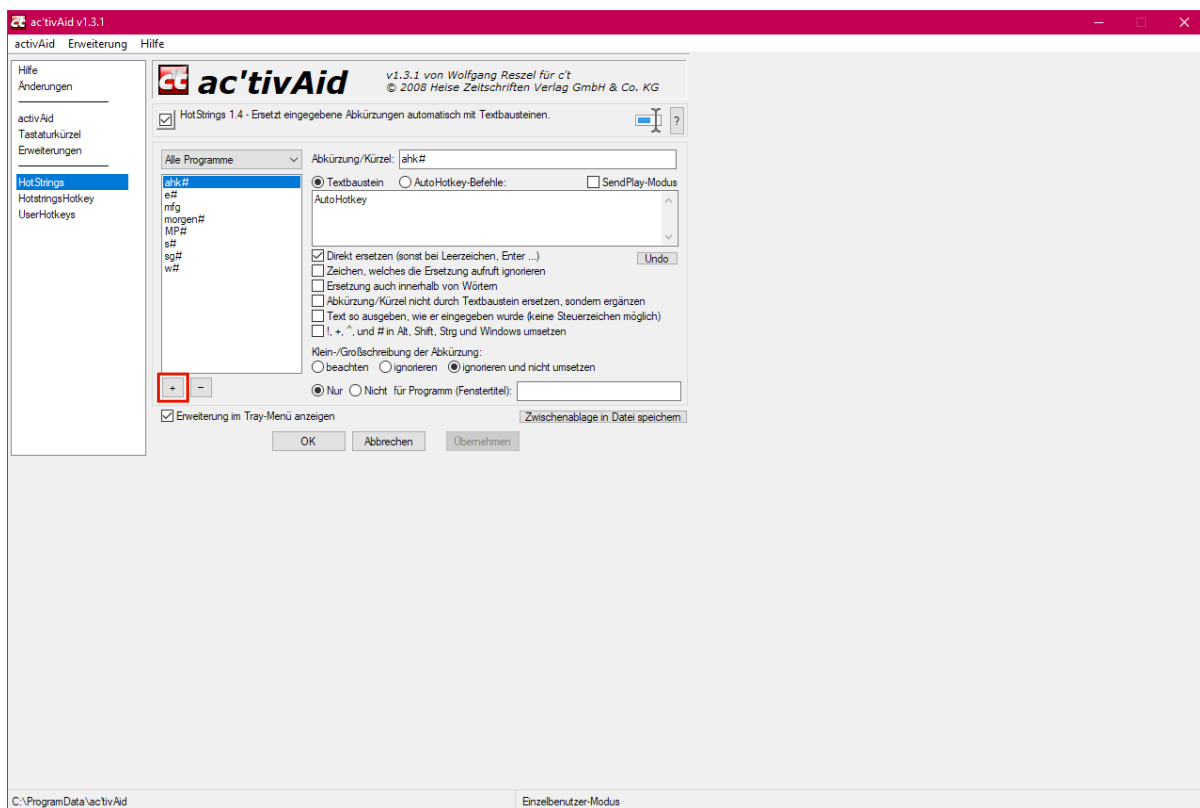 ac'tivAid v1.3.1
activAid Erweiterung Hilfe
Hilfe
Änderungen
activAid
Tastaturkürzel
Erweiterungen
HotStrings
HotstringsHotkey
UserHotkeys
c't ac'tivAid
v1.3.1 von Wolfgang Reszel für c't
© 2008 Heise Zeitschriften Verlag GmbH & Co. KG
HotStrings 1.4 - Ersetzt eingegebene Abkürzungen automatisch mit Textbausteinen.
?
Alle Programme
ahk#
e#
mfg
morgen#
MP#
s#
sg#
w#
+ −
Abkürzung/Kürzel: ahk#
Textbaustein AutoHotkey-Befehle: SendPlay-Modus
AutoHotkey
Direkt ersetzen (sonst bei Leerzeichen, Enter ...) Undo
Zeichen, welches die Ersetzung aufruft ignorieren
Ersetzung auch innerhalb von Wörtern
Abkürzung/Kürzel nicht durch Textbaustein ersetzen, sondern ergänzen
Text so ausgeben, wie er eingegeben wurde (keine Steuerzeichen möglich)
!, +, ^, und # in Alt, Shift, Strg und Windows umsetzen
Klein-/Großschreibung der Abkürzung:
beachten ignorieren ignorieren und nicht umsetzen
Nur Nicht für Programm (Fenstertitel):
Erweiterung im Tray-Menü anzeigen Zwischenablage in Datei speichern
OK Abbrechen Übernehmen
C:\ProgramData\ac'tivAid Einzelbenutzer-Modus